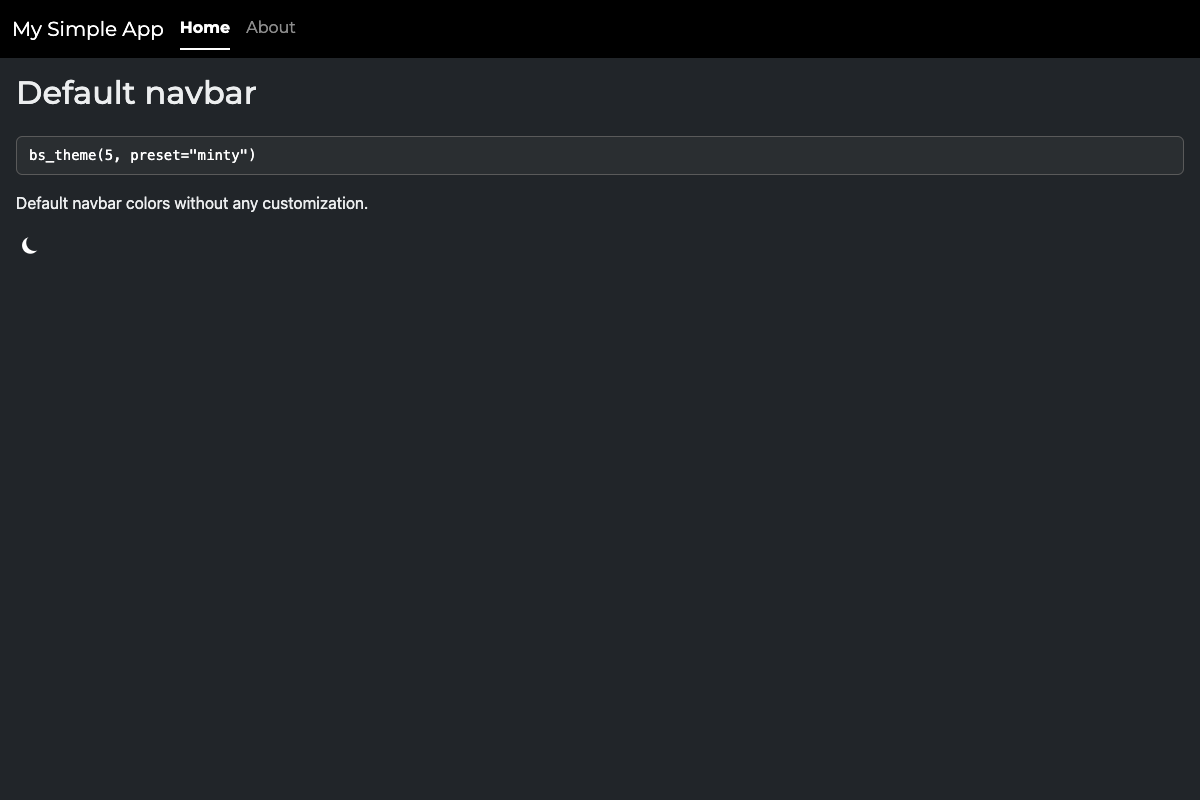 My Simple App Home About
Default navbar
bs_theme(5, preset="minty")
Default navbar colors without any customization.